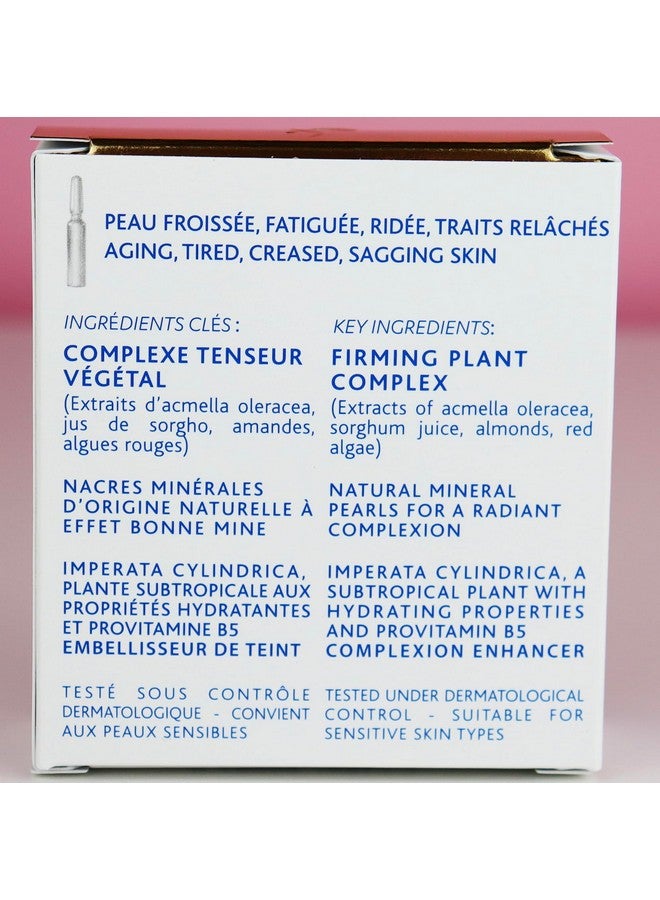 PEAU FROISSÉE, FATIGUÉE, RIDÉE, TRAITS RELÂCHÉS
AGING, TIRED, CREASED, SAGGING SKIN
INGRÉDIENTS CLÉS :
COMPLEXE TENSEUR
VÉGÉTAL
(Extraits d'acmella oleracea,
jus de sorgho, amandes,
algues rouges)
NACRES MINÉRALES
D'ORIGINE NATURELLE À
EFFET BONNE MINE
IMPERATA CYLINDRICA,
PLANTE SUBTROPICALE AUX
PROPRIÉTÉS HYDRATANTES
ET PROVITAMINE B5
EMBELLISSEUR DE TEINT
TESTÉ SOUS CONTRÔLE
DERMATOLOGIQUE - CONVIENT
AUX PEAUX SENSIBLES
KEY INGREDIENTS:
FIRMING PLANT
COMPLEX
(Extracts of acmella oleracea,
sorghum juice, almonds, red
algae)
NATURAL MINERAL
PEARLS FOR A RADIANT
COMPLEXION
IMPERATA CYLINDRICA, A
SUBTROPICAL PLANT WITH
HYDRATING PROPERTIES
AND PROVITAMIN B5
COMPLEXION ENHANCER
TESTED UNDER DERMATOLOGICAL
CONTROL - SUITABLE FOR
SENSITIVE SKIN TYPES